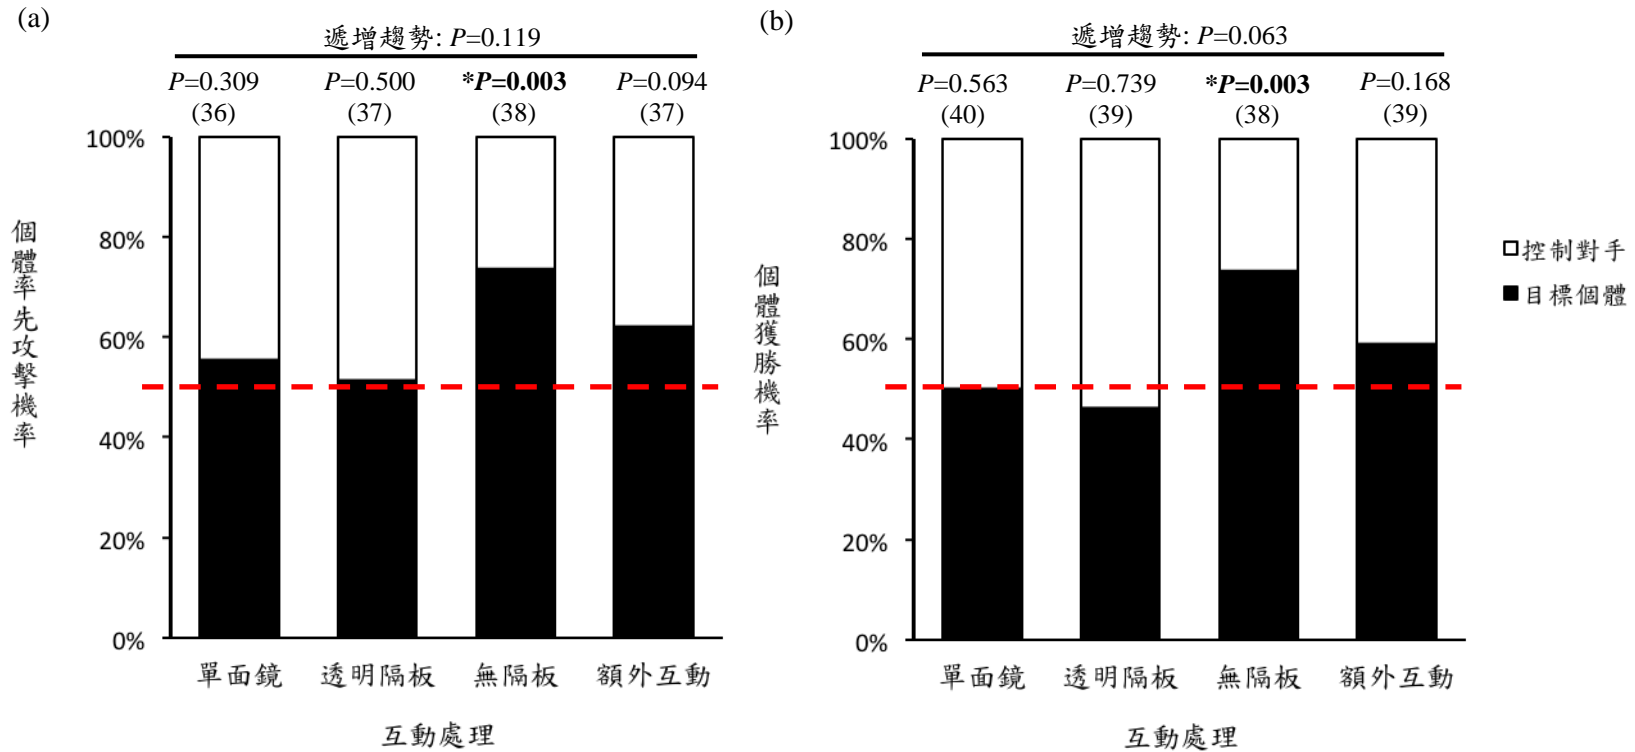 (a)
遞增趨勢: P=0.119
P=0.309 P=0.500 *P=0.003 P=0.094
(36) (37) (38) (37)
100%
80%
60%
40%
20%
0%
個體率先攻擊機率
單面鏡 透明隔板 無隔板 額外互動
互動處理
(b)
遞增趨勢: P=0.063
P=0.563 P=0.739 *P=0.003 P=0.168
(40) (39) (38) (39)
100%
80%
60%
40%
20%
0%
個體獲勝機率
單面鏡 透明隔板 無隔板 額外互動
互動處理
控制對手
目標個體